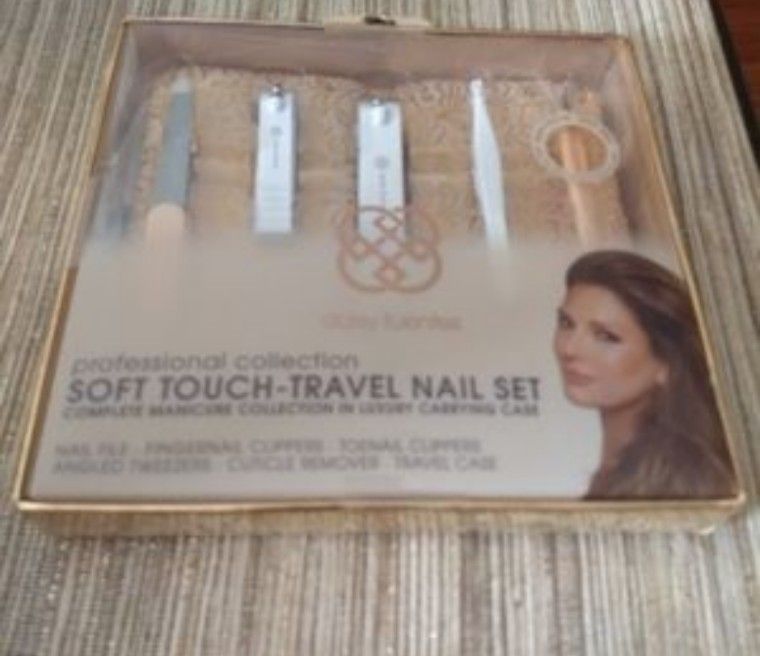 daisy fuentes
professional collection
SOFT TOUCH-TRAVEL NAIL SET
COMPLETE MANICURE COLLECTION IN LUXURY CARRYING CASE
NAIL FILE · FINGERNAIL CLIPPERS · TOENAIL CLIPPERS
ANGLED TWEEZERS · CUTICLE REMOVER · TRAVEL CASE